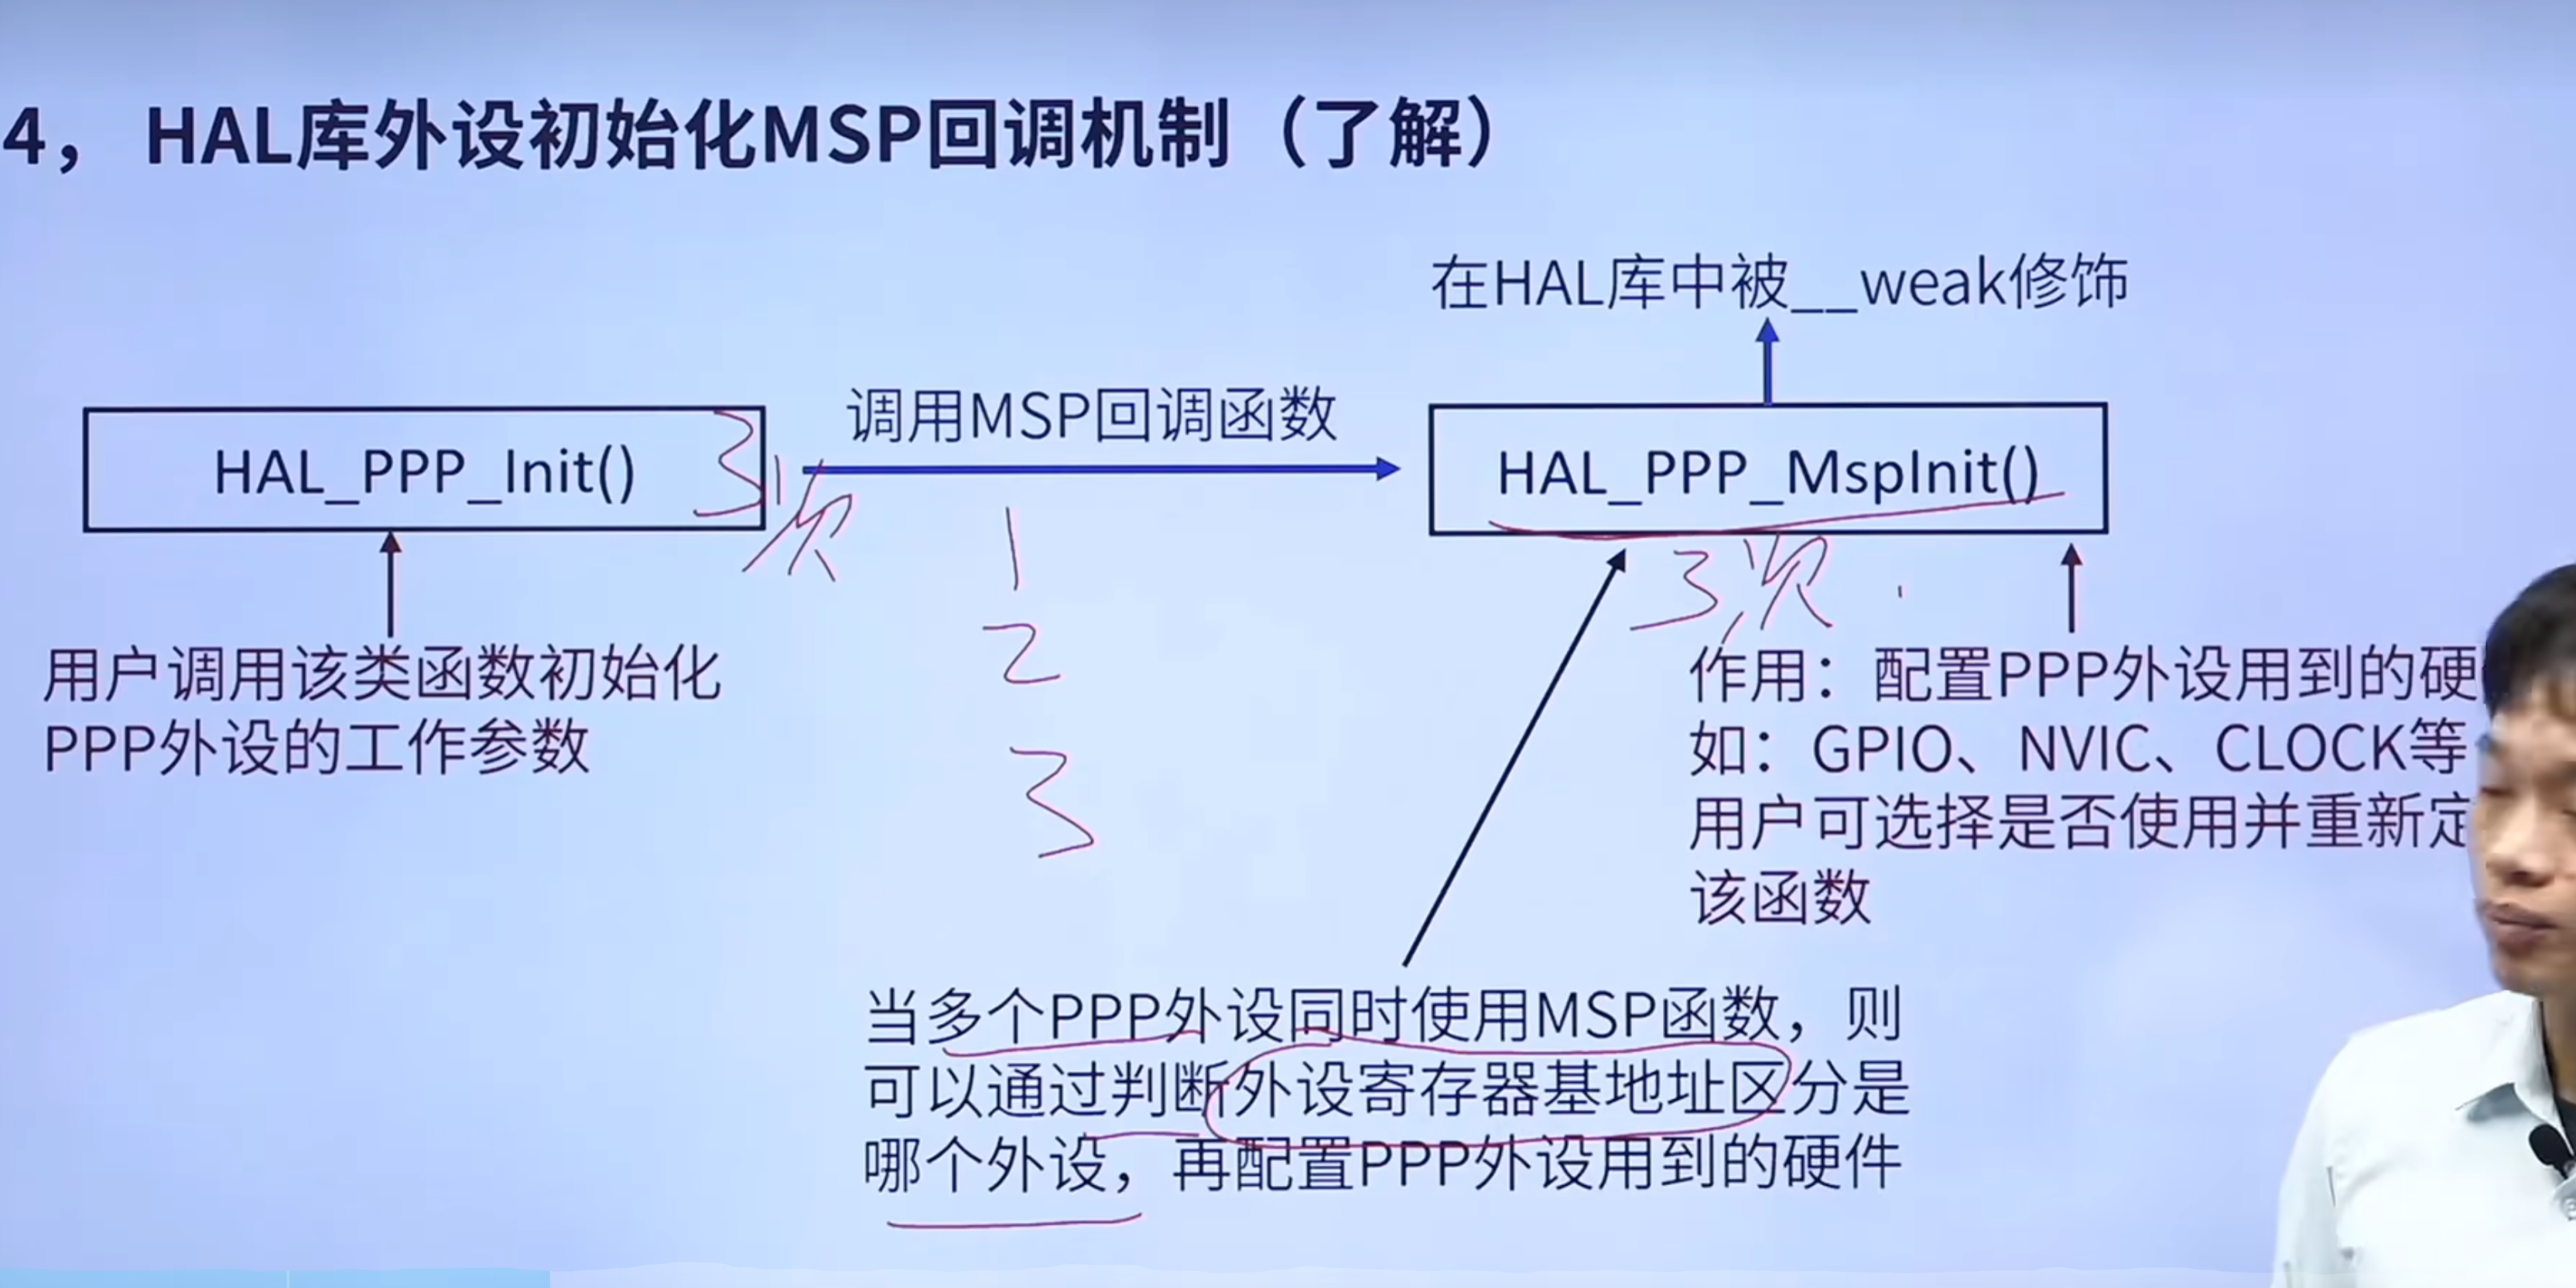 4，HAL库外设初始化MSP回调机制（了解）
在HAL库中被__weak修饰
调用MSP回调函数
HAL_PPP_Init()
3次
HAL_PPP_MspInit()
3次
1
2
3
用户调用该类函数初始化
PPP外设的工作参数
作用：配置PPP外设用到的硬
如：GPIO、NVIC、CLOCK等
用户可选择是否使用并重新定
该函数
当多个PPP外设同时使用MSP函数，则
可以通过判断外设寄存器基地址区分是
哪个外设，再配置PPP外设用到的硬件